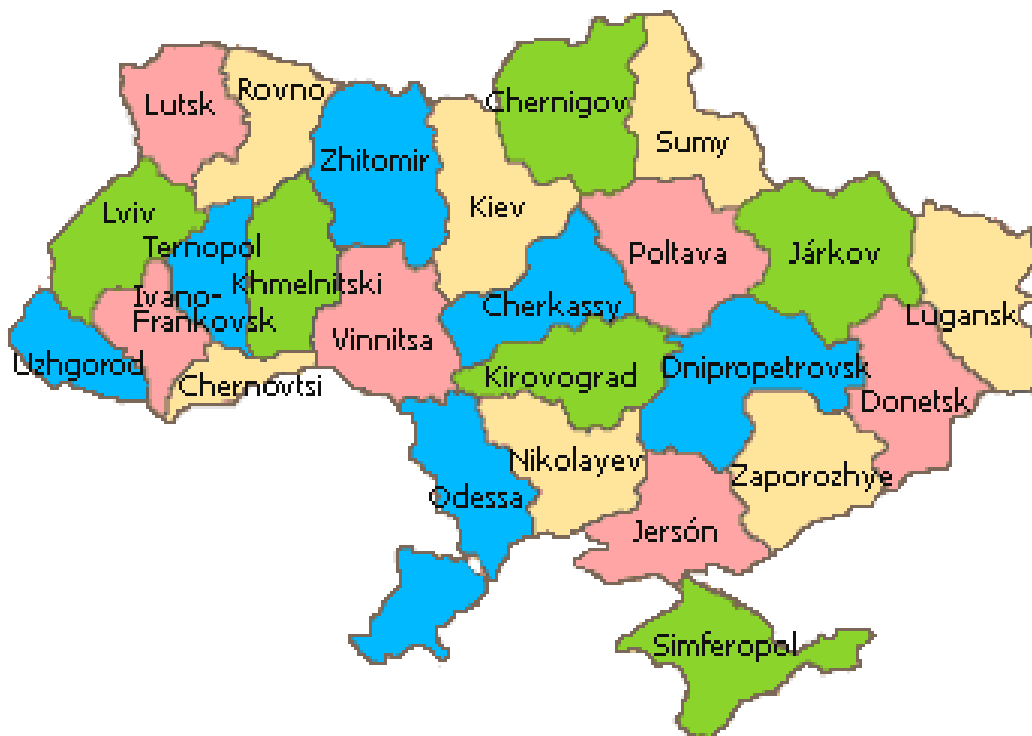 Rovno
Lutsk
Chernigov
Sumy
Zhitomir
Kiev
Lviv
Ternopol
Poltava
Járkov
Khmelnitski
Ivano-
Frankovsk
Cherkassy
Lugansk
Vinnitsa
Uzhgorod
Chernovtsi
Kirovograd
Dnipropetrovsk
Donetsk
Nikolayev
Zaporozhye
Odessa
Jersón
Simferopol